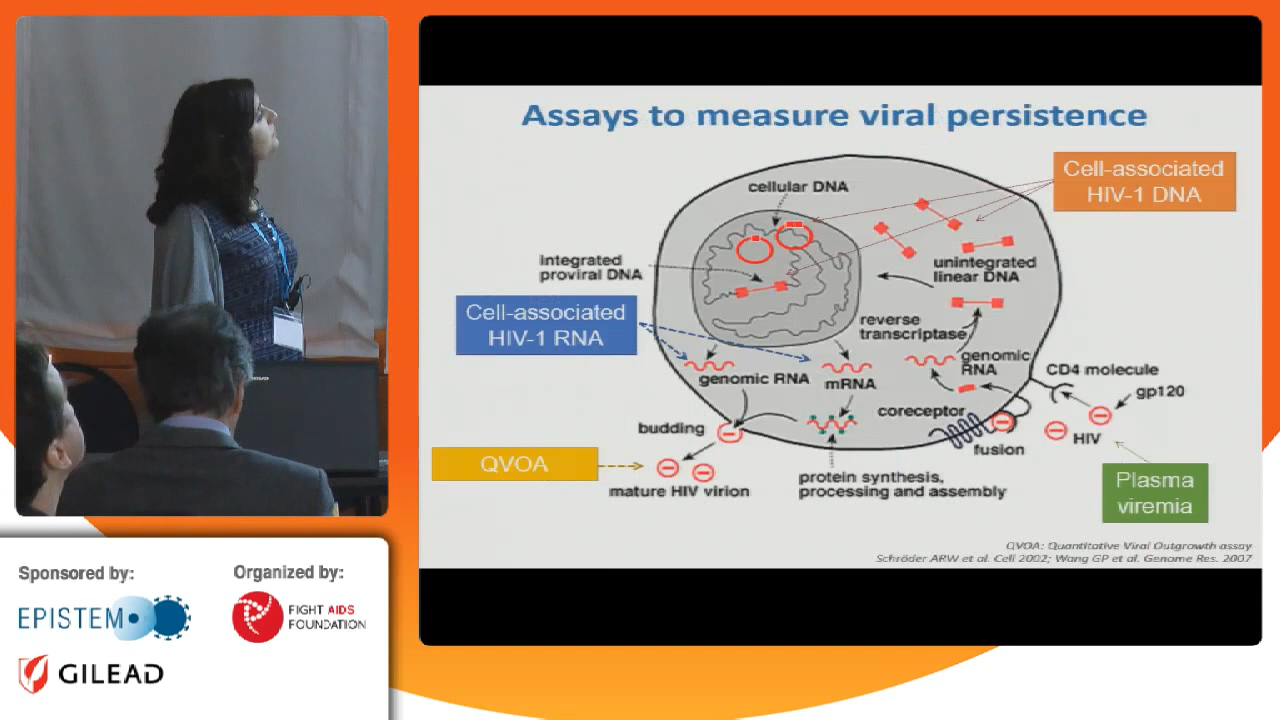 Assays to measure viral persistence
Cell-associated
HIV-1 DNA
cellular DNA
integrated
proviral DNA
unintegrated
linear DNA
Cell-associated
HIV-1 RNA
reverse
transcriptase
genomic
RNA
genomic RNA
mRNA
CD4 molecule
gp120
coreceptor
budding
fusion
HIV
QVOA
mature HIV virion
protein synthesis,
processing and assembly
Plasma
viremia
QVOA: Quantitative Viral Outgrowth assay
Schröder ARW et al. Cell 2002; Wang GP et al. Genome Res. 2007
Sponsored by:
Organized by:
EPISTEM
FIGHT AIDS
FOUNDATION
GILEAD